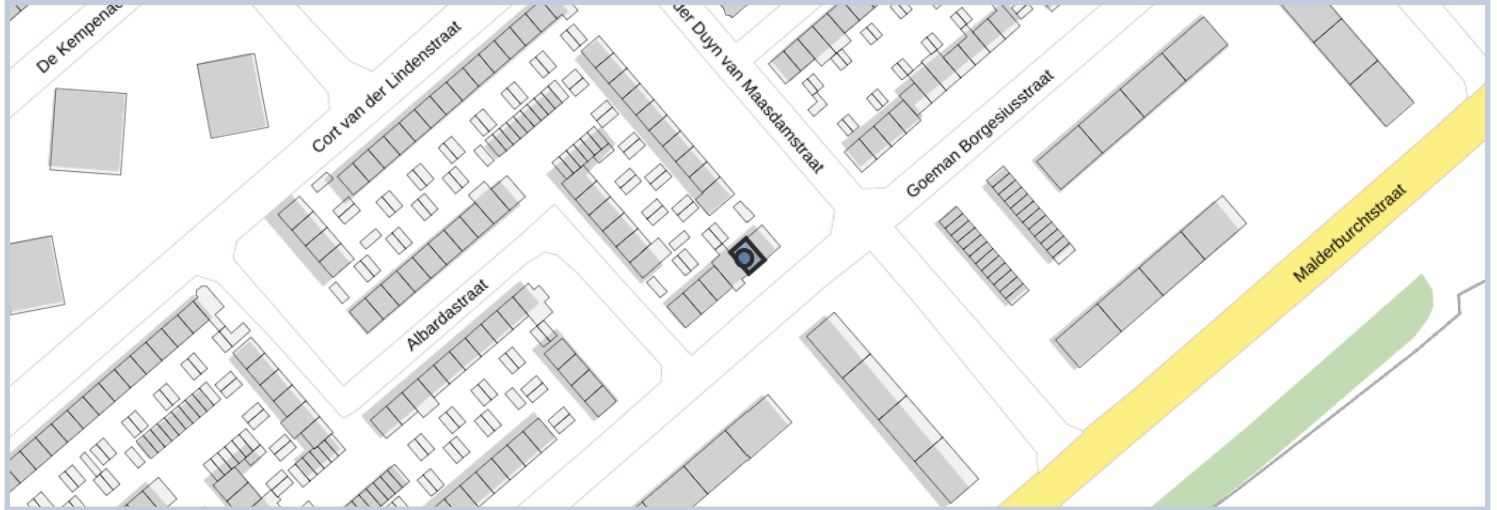 De Kempenae
Cort van der Lindenstraat
der Duyn van Maasdamstraat
Goeman Borgesiusstraat
Malderburchtstraat
Albardastraat